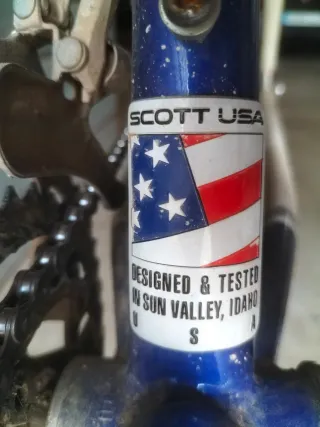 SCOTT USA
DESIGNED & TESTED
IN SUN VALLEY, IDAHO
U S A